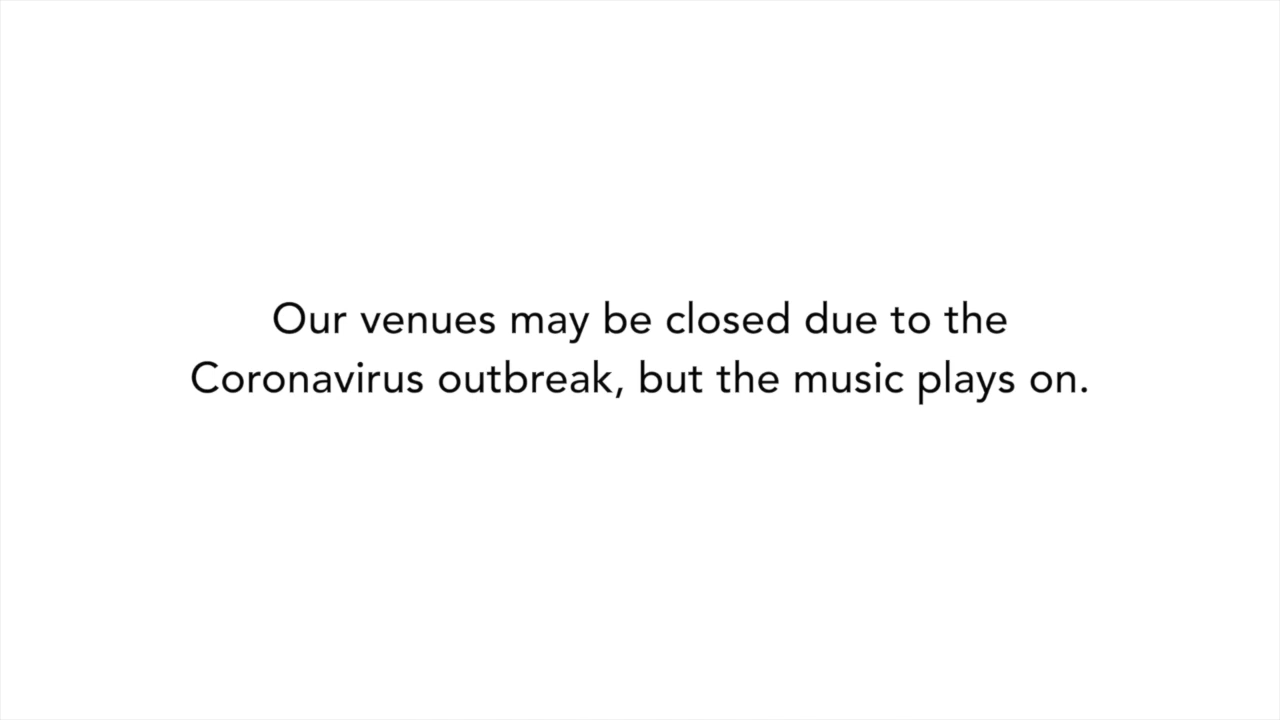 Our venues may be closed due to the
Coronavirus outbreak, but the music plays on.